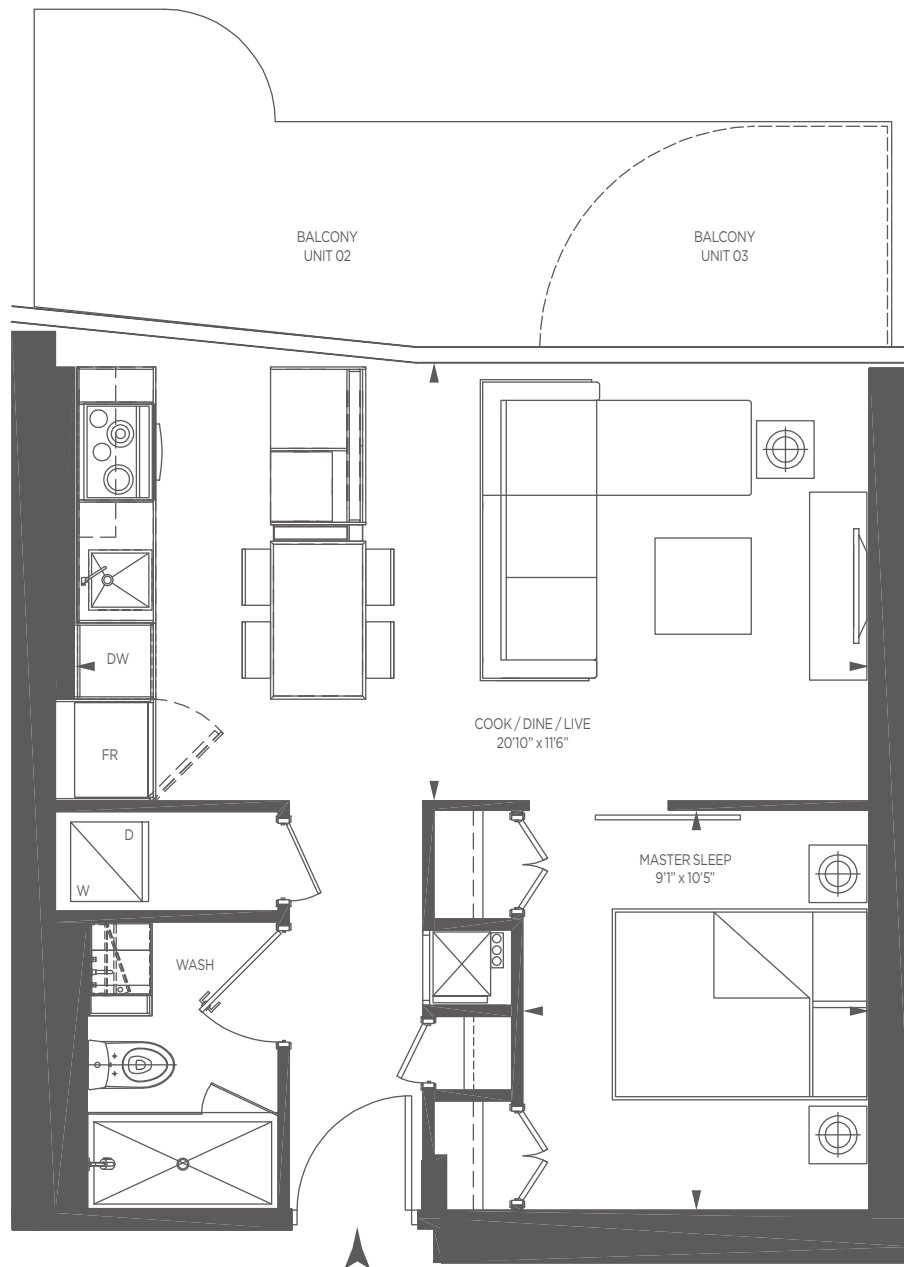 BALCONY
UNIT 02
BALCONY
UNIT 03
DW
FR
COOK / DINE / LIVE
20'10" x 11'6"
D
W
MASTER SLEEP
9'1" x 10'5"
WASH